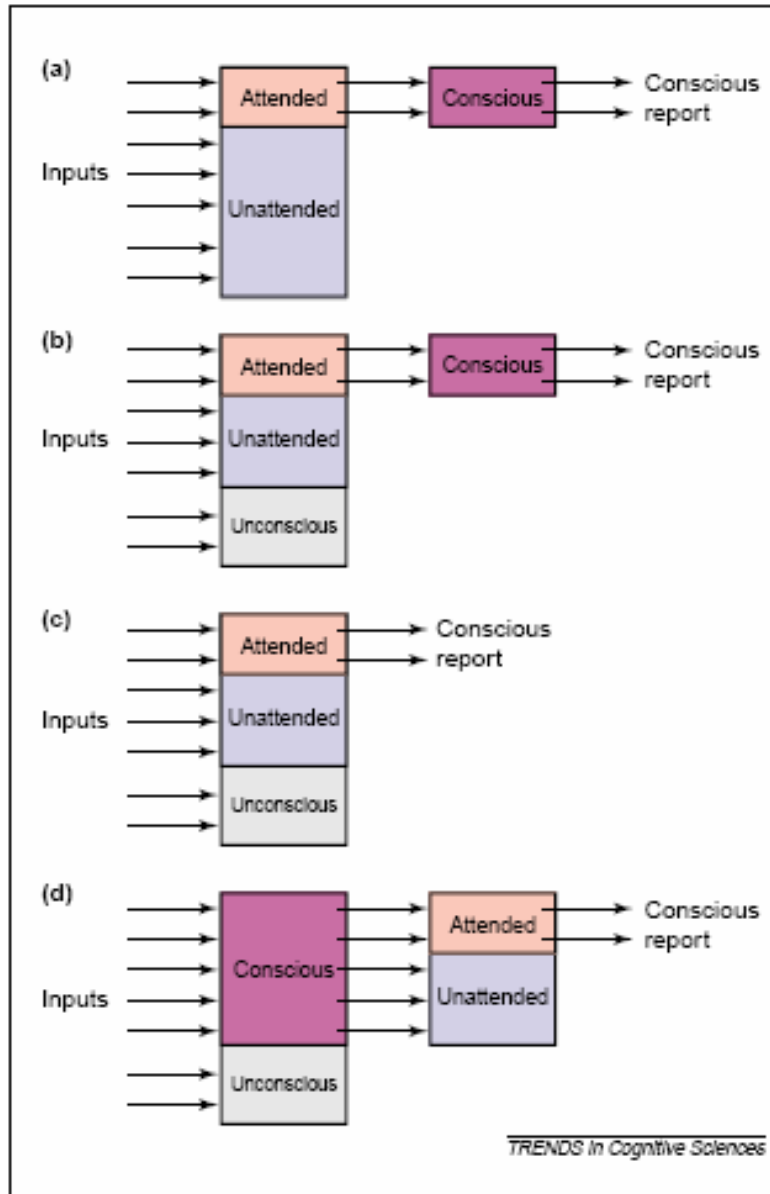 (a)
Attended
Conscious
Conscious
report
Inputs
Unattended
(b)
Attended
Conscious
Conscious
report
Inputs
Unattended
Unconscious
(c)
Attended
Conscious
report
Inputs
Unattended
Unconscious
(d)
Attended
Conscious
report
Conscious
Inputs
Unattended
Unconscious
TRENDS in Cognitive Sciences